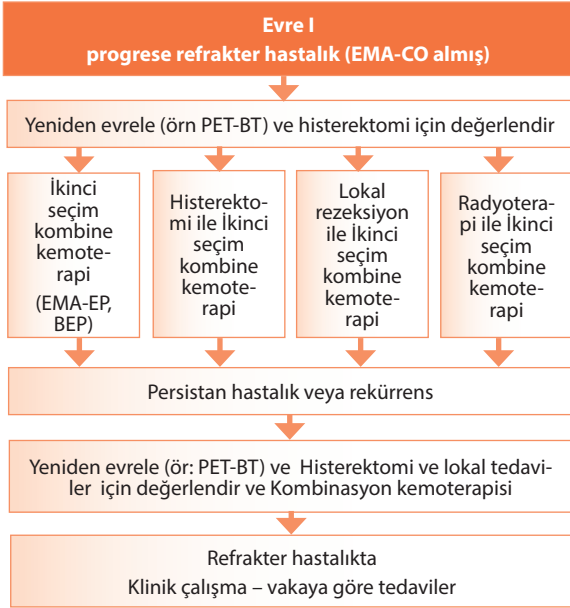 Evre I
progrese refrakter hastalık (EMA-CO almış)
Yeniden evrele (örn PET-BT) ve histerektomi için değerlendir
İkinci
seçim
kombine
kemote-
rapi
(EMA-EP,
BEP)
Histerekto-
mi ile İkinci
seçim
kombine
kemote-
rapi
Lokal
rezeksiyon
ile İkinci
seçim
kombine
kemote-
rapi
Radyotera-
pi ile İkinci
seçim
kombine
kemote-
rapi
Persistan hastalık veya rekürrens
Yeniden evrele (ör: PET-BT) ve Histerektomi ve lokal tedavi-
ler için değerlendir ve Kombinasyon kemoterapisi
Refrakter hastalıkta
Klinik çalışma – vakaya göre tedaviler